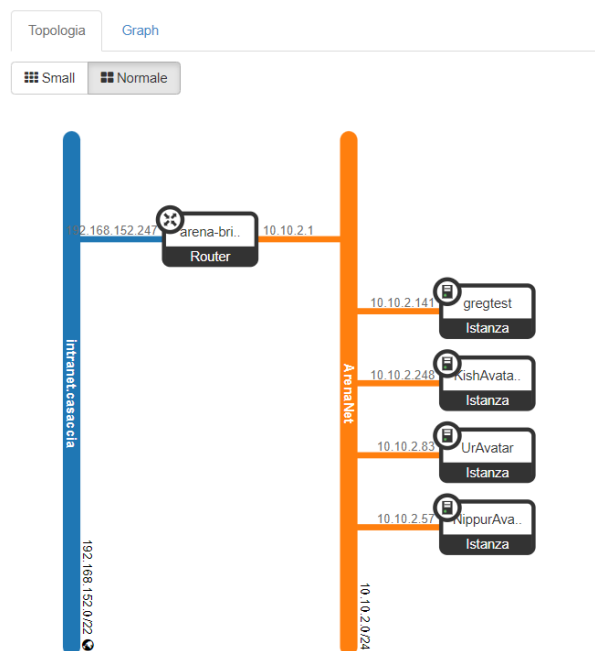 Topologia Graph
Small Normale
192.168.152.247 arena-bri.. 10.10.2.1
Router
10.10.2.141 gregtest
Istanza
intranet.casaccia
ArenaNet
10.10.2.248 KishAvata..
Istanza
10.10.2.83 UrAvatar
Istanza
10.10.2.57 NippurAva..
Istanza
192.168.152.0/22
10.10.2.0/24